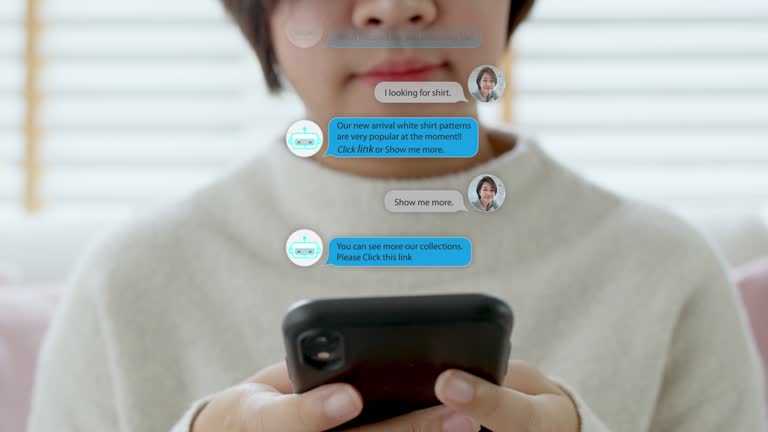 I looking for shirt.
Our new arrival white shirt patterns
are very popular at the moment!!
Click link or Show me more.
Show me more.
You can see more our collections.
Please Click this link